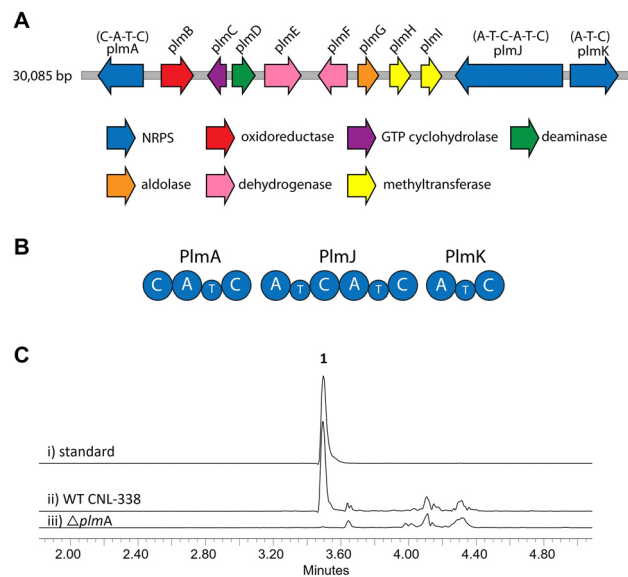 A
(C-A-T-C)
plmA
plmB
plmC
plmD
plmE
plmF
plmG
plmH
plmI
(A-T-C-A-T-C)
plmJ
(A-T-C)
plmK
30,085 bp
NRPS
oxidoreductase
GTP cyclohydrolase
deaminase
aldolase
dehydrogenase
methyltransferase
B
PlmA PlmJ PlmK
C A T C A T C A T C A T C
C
1
i) standard
ii) WT CNL-338
iii) △plmA
2.00 2.40 2.80 3.20 3.60 4.00 4.40 4.80
Minutes